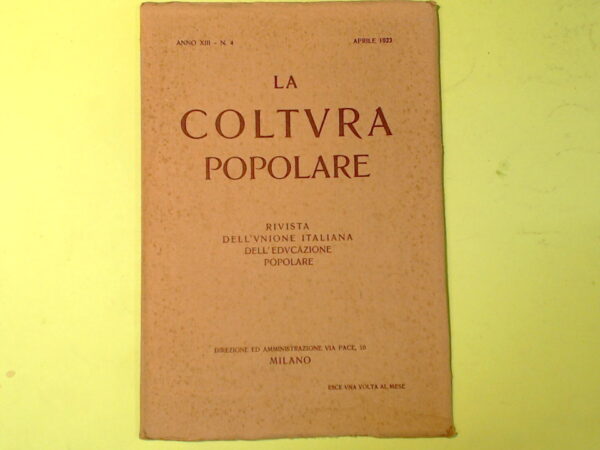 ANNO XIII - N. 4 APRILE 1923
LA
COLTVRA
POPOLARE
RIVISTA
DELL'VNIONE ITALIANA
DELL'EDVCAZIONE
POPOLARE
DIREZIONE ED AMMINISTRAZIONE VIA PACE, 10
MILANO
ESCE VNA VOLTA AL MESE